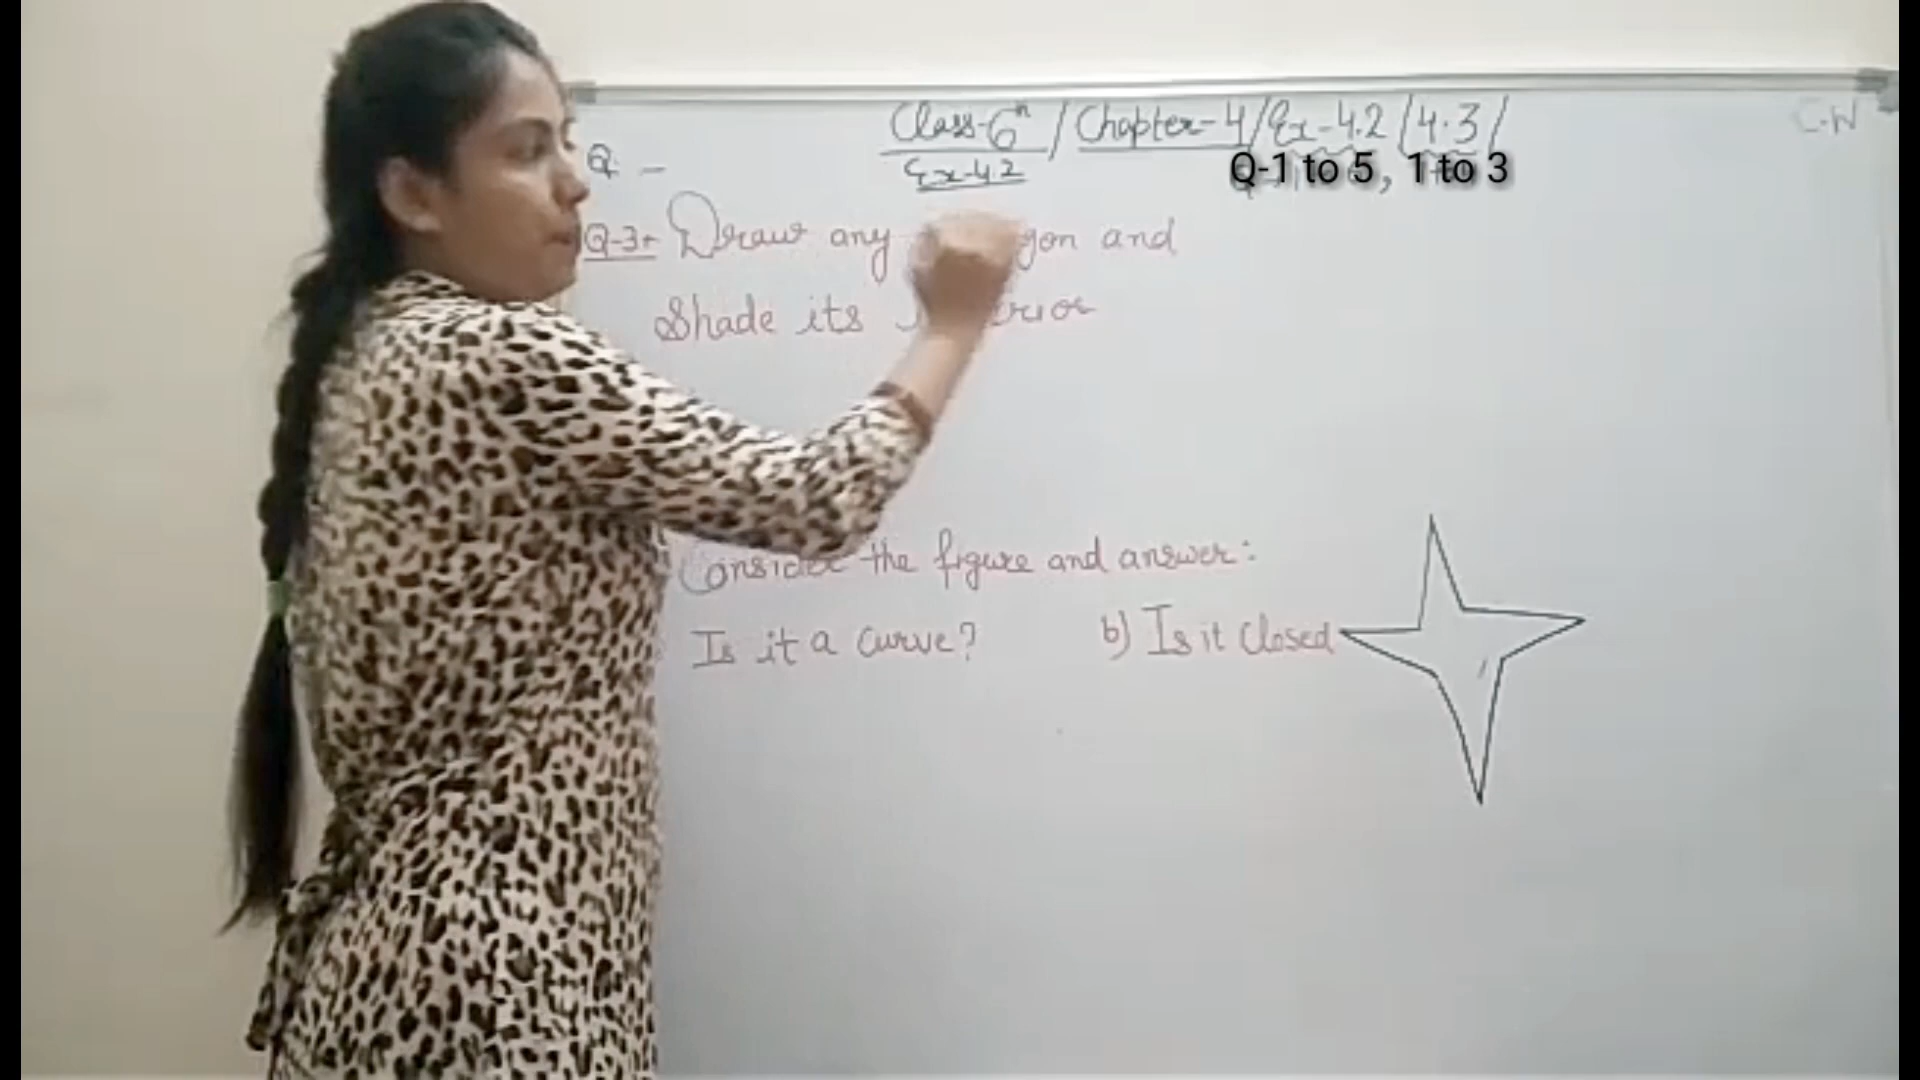 Class-6th / Chapter-4 / Ex-4.2 / 4.3 /
C.W
Q-1 to 5, 1 to 3
Q. -
Ex-4.2
Q-3 Draw any gon and
Shade its
Consider the figure and answer:
Is it a curve? b) Is it Closed